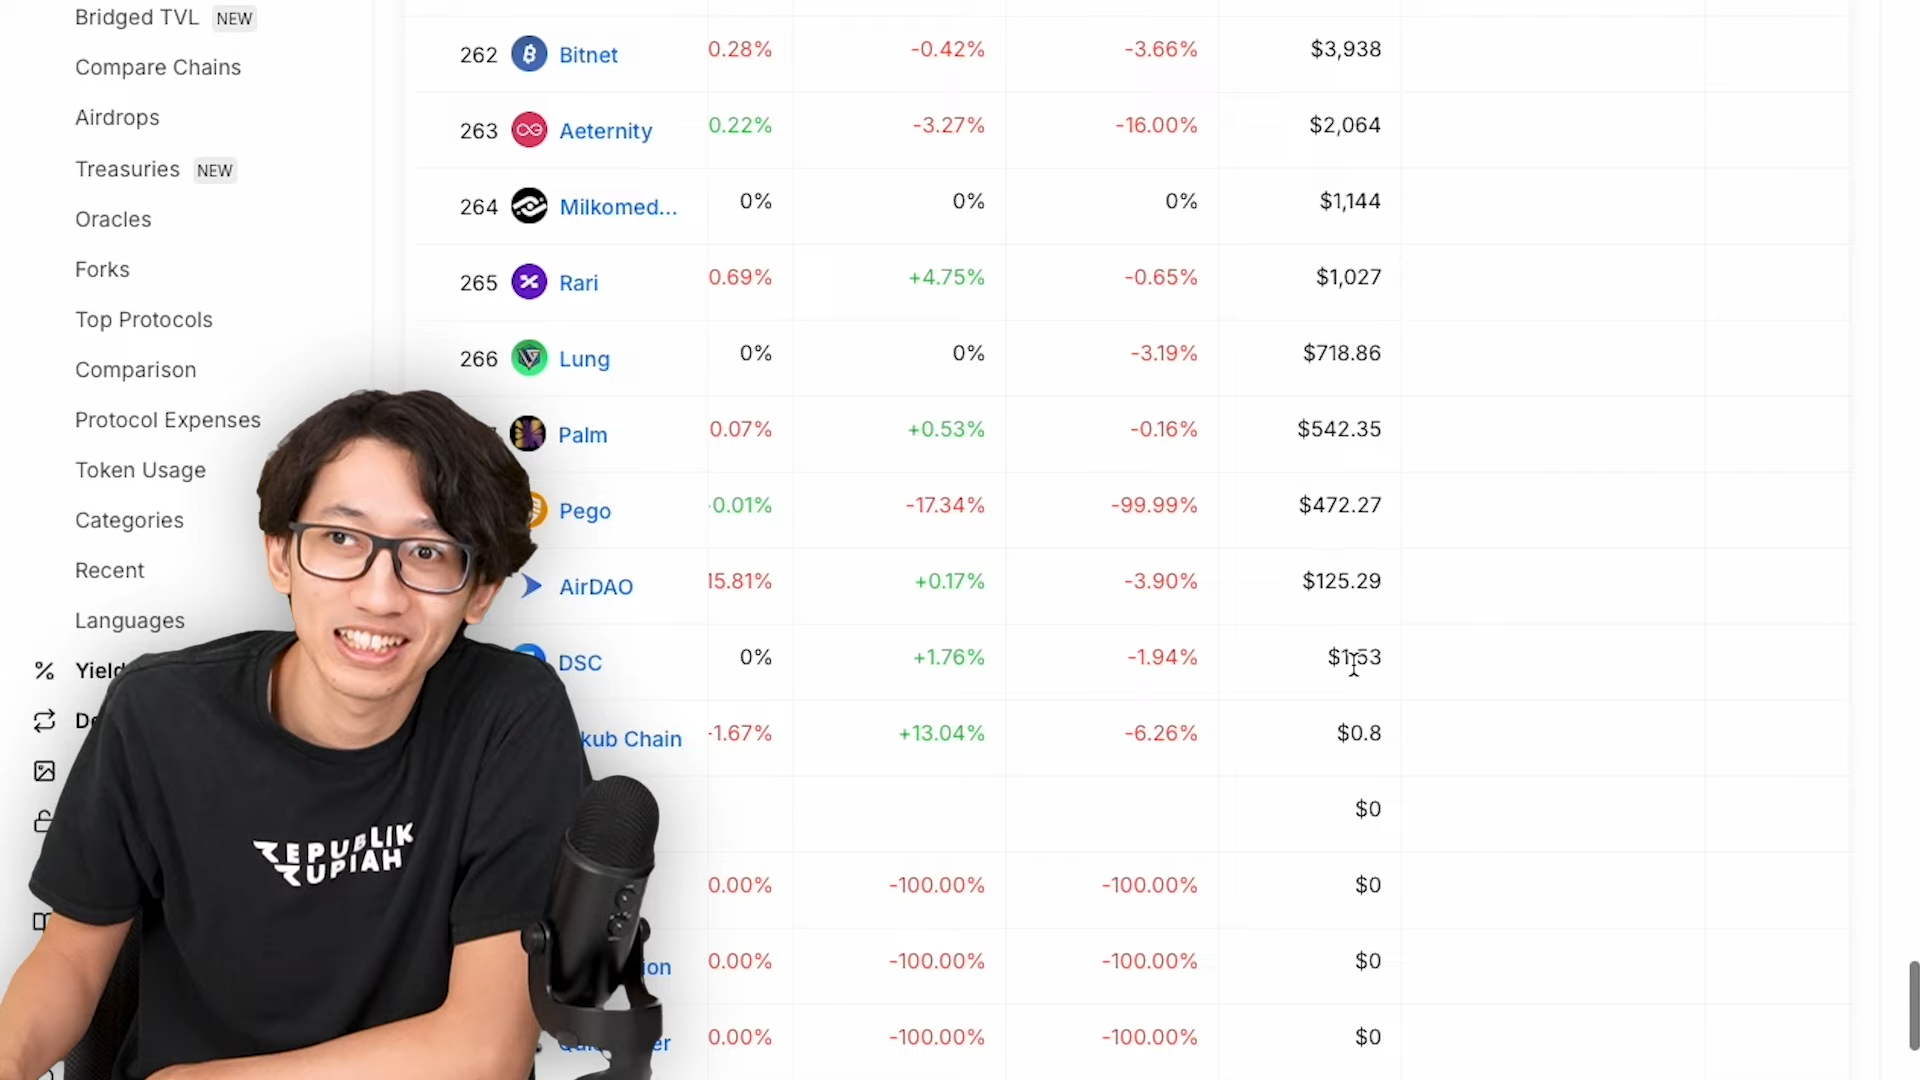 Bridged TVL NEW
Compare Chains
Airdrops
Treasuries NEW
Oracles
Forks
Top Protocols
Comparison
Protocol Expenses
Token Usage
Categories
Recent
Languages
Yield
262 Bitnet 0.28% -0.42% -3.66% $3,938
263 Aeternity 0.22% -3.27% -16.00% $2,064
264 Milkomed... 0% 0% 0% $1,144
265 Rari 0.69% +4.75% -0.65% $1,027
266 Lung 0% 0% -3.19% $718.86
Palm 0.07% +0.53% -0.16% $542.35
Pego 0.01% -17.34% -99.99% $472.27
AirDAO 15.81% +0.17% -3.90% $125.29
DSC 0% +1.76% -1.94% $1.53
kub Chain -1.67% +13.04% -6.26% $0.8
$0
0.00% -100.00% -100.00% $0
ion 0.00% -100.00% -100.00% $0
0.00% -100.00% -100.00% $0
REPUBLIK
RUPIAH